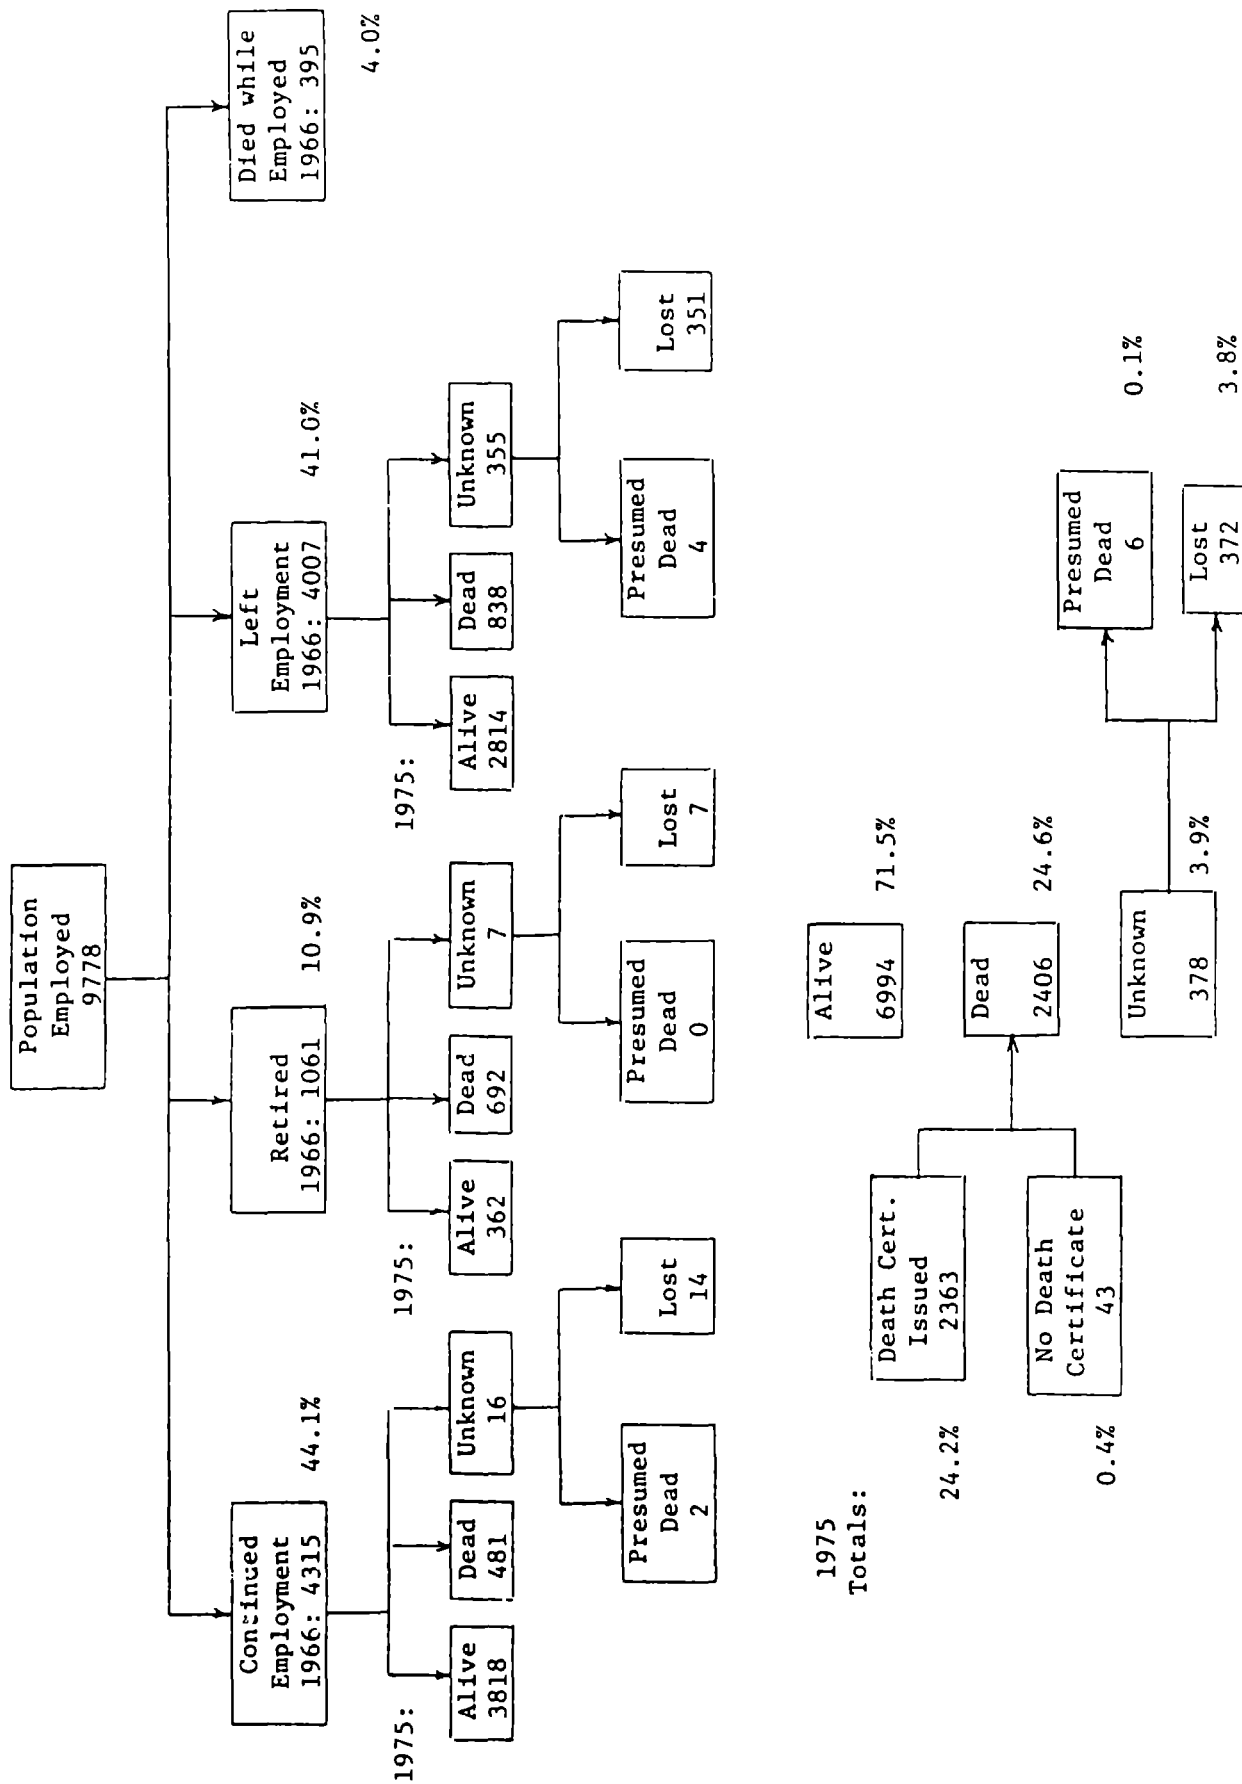 Population
Employed
9778
Continued
Employment
1966: 4315
44.1%
Retired
1966: 1061
10.9%
Left
Employment
1966: 4007
41.0%
Died while
Employed
1966: 395
4.0%
1975:
Alive
3818
Dead
481
Unknown
16
1975:
Alive
362
Dead
692
Unknown
7
1975:
Alive
2814
Dead
838
Unknown
355
Presumed
Dead
2
Lost
14
Presumed
Dead
0
Lost
7
Presumed
Dead
4
Lost
351
1975
Totals:
Alive
6994
71.5%
Death Cert.
Issued
2363
24.2%
Dead
2406
24.6%
No Death
Certificate
43
0.4%
Unknown
378
3.9%
Presumed
Dead
6
0.1%
Lost
372
3.8%